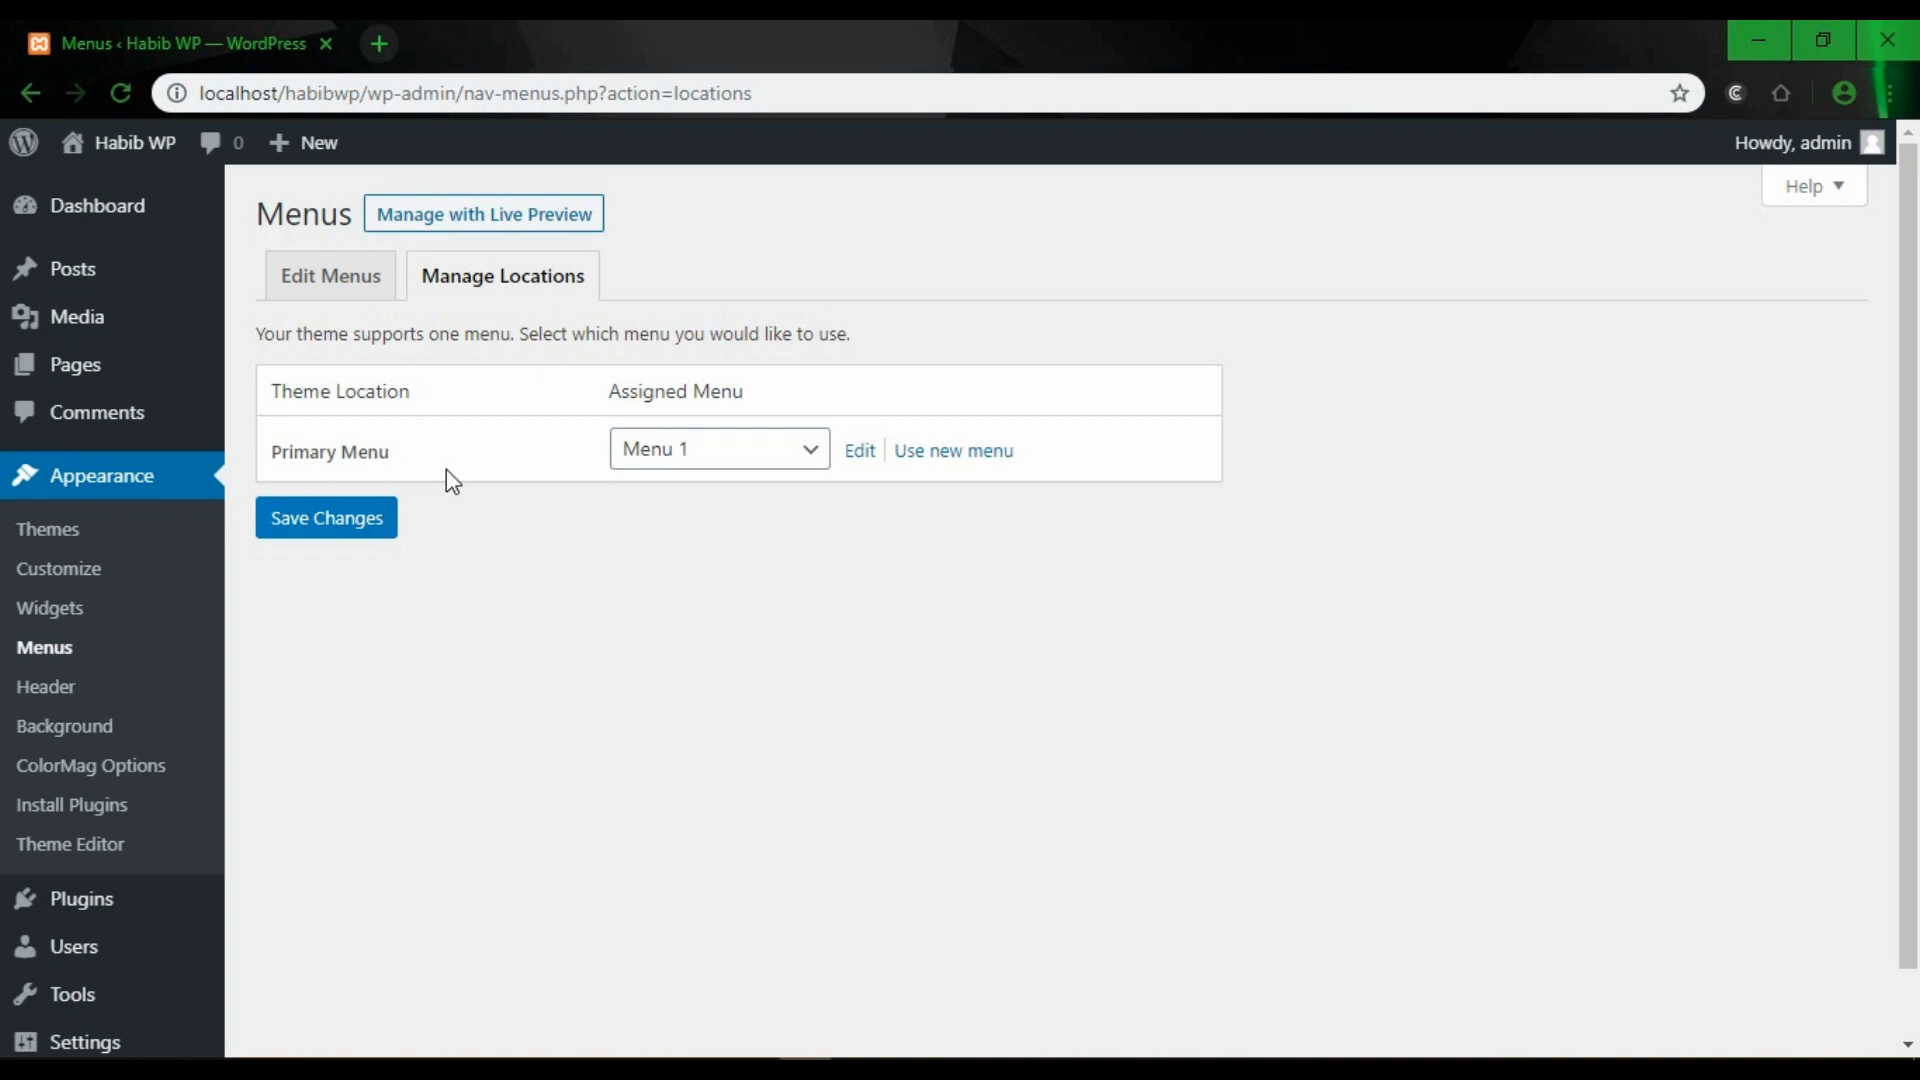 Menus ‹ Habib WP — WordPress
localhost/habibwp/wp-admin/nav-menus.php?action=locations
Habib WP 0 New Howdy, admin
Help
Dashboard
Posts
Media
Pages
Comments
Appearance
Themes
Customize
Widgets
Menus
Header
Background
ColorMag Options
Install Plugins
Theme Editor
Plugins
Users
Tools
Settings
Menus Manage with Live Preview
Edit Menus Manage Locations
Your theme supports one menu. Select which menu you would like to use.
Theme Location Assigned Menu
Primary Menu Menu 1 Edit Use new menu
Save Changes